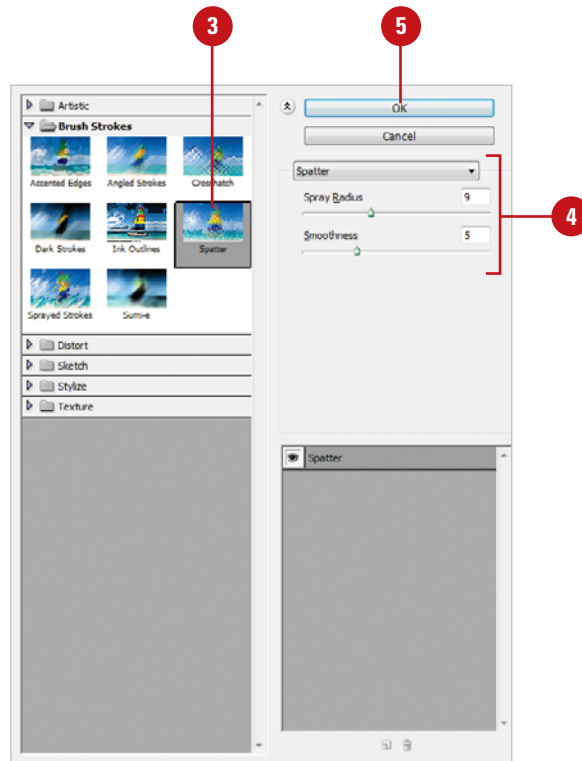 3
5
Artistic
OK
Brush Strokes
Cancel
Accented Edges Angled Strokes Crosshatch
Spatter
Spray Radius 9
4
Dark Strokes Ink Outlines Spatter
Smoothness 5
Sprayed Strokes Sumi-e
Distort
Sketch
Stylize
Texture
Spatter